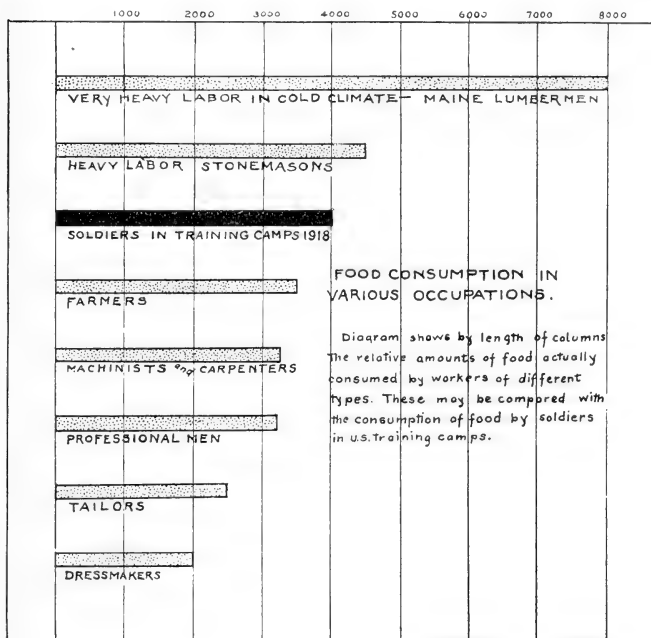 1000 2000 3000 4000 5000 6000 7000 8000
VERY HEAVY LABOR IN COLD CLIMATE— MAINE LUMBERMEN
HEAVY LABOR STONEMASONS
SOLDIERS IN TRAINING CAMPS 1918
FOOD CONSUMPTION IN
VARIOUS OCCUPATIONS.
FARMERS
Diagram shows by length of columns
The relative amounts of food actually
consumed by workers of different
types. These may be compared with
the consumption of food by soldiers
in U.S. Training camps.
MACHINISTS and CARPENTERS
PROFESSIONAL MEN
TAILORS
DRESSMAKERS